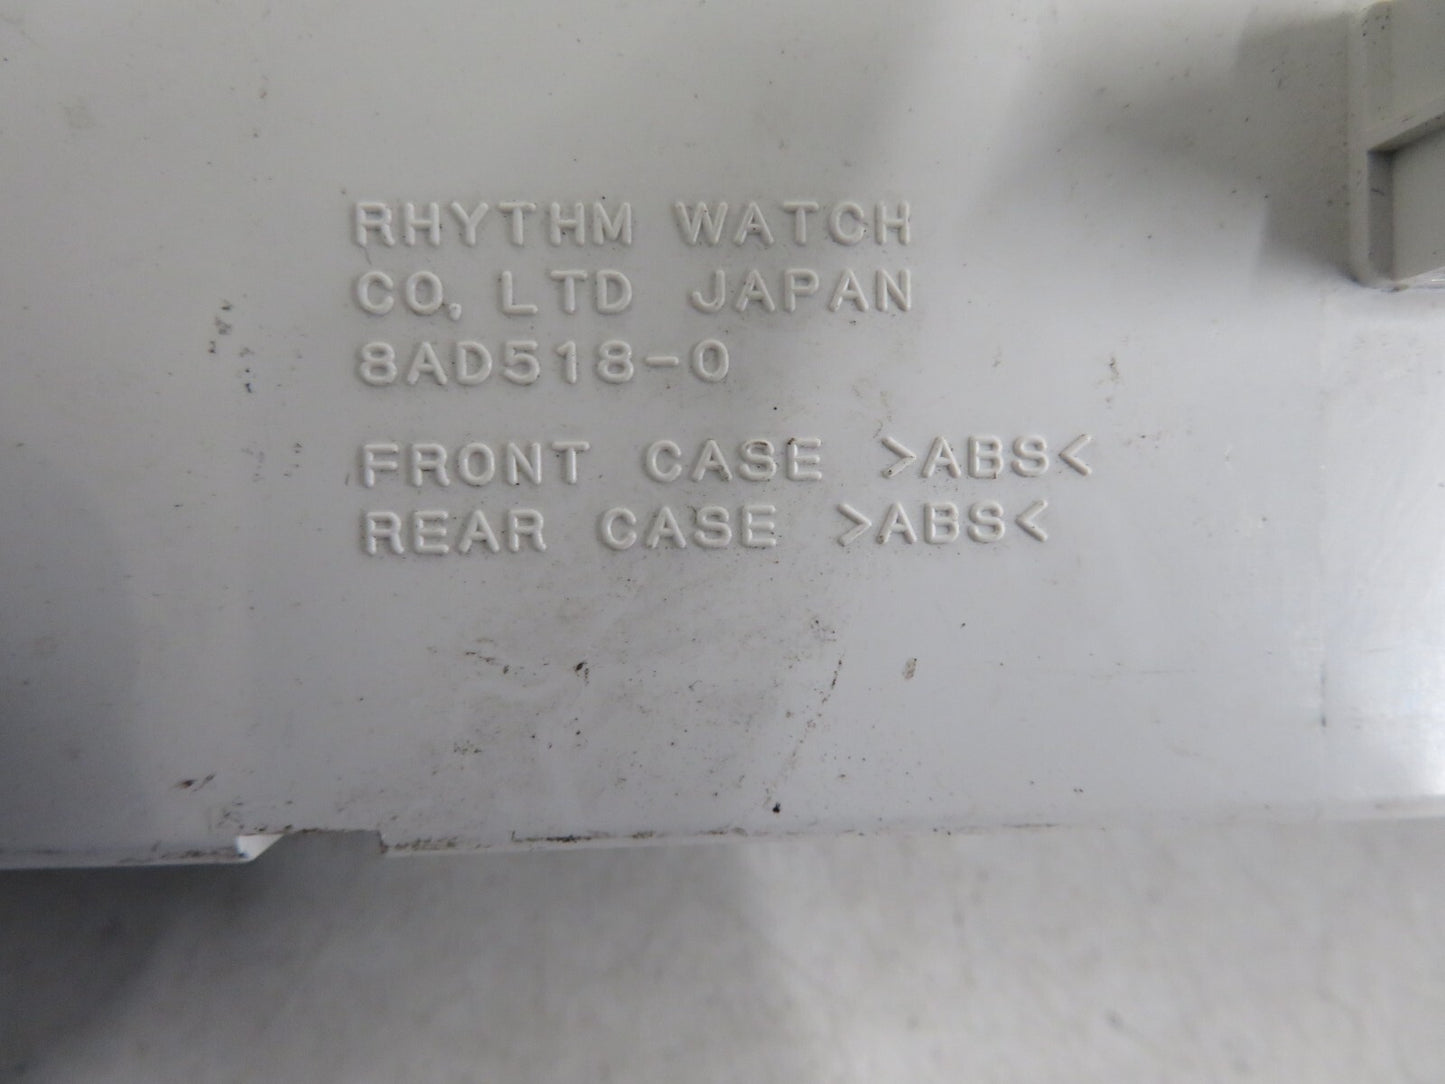 RHYTHM WATCH
CO, LTD JAPAN
8AD518-0
FRONT CASE >ABS<
REAR CASE >ABS<